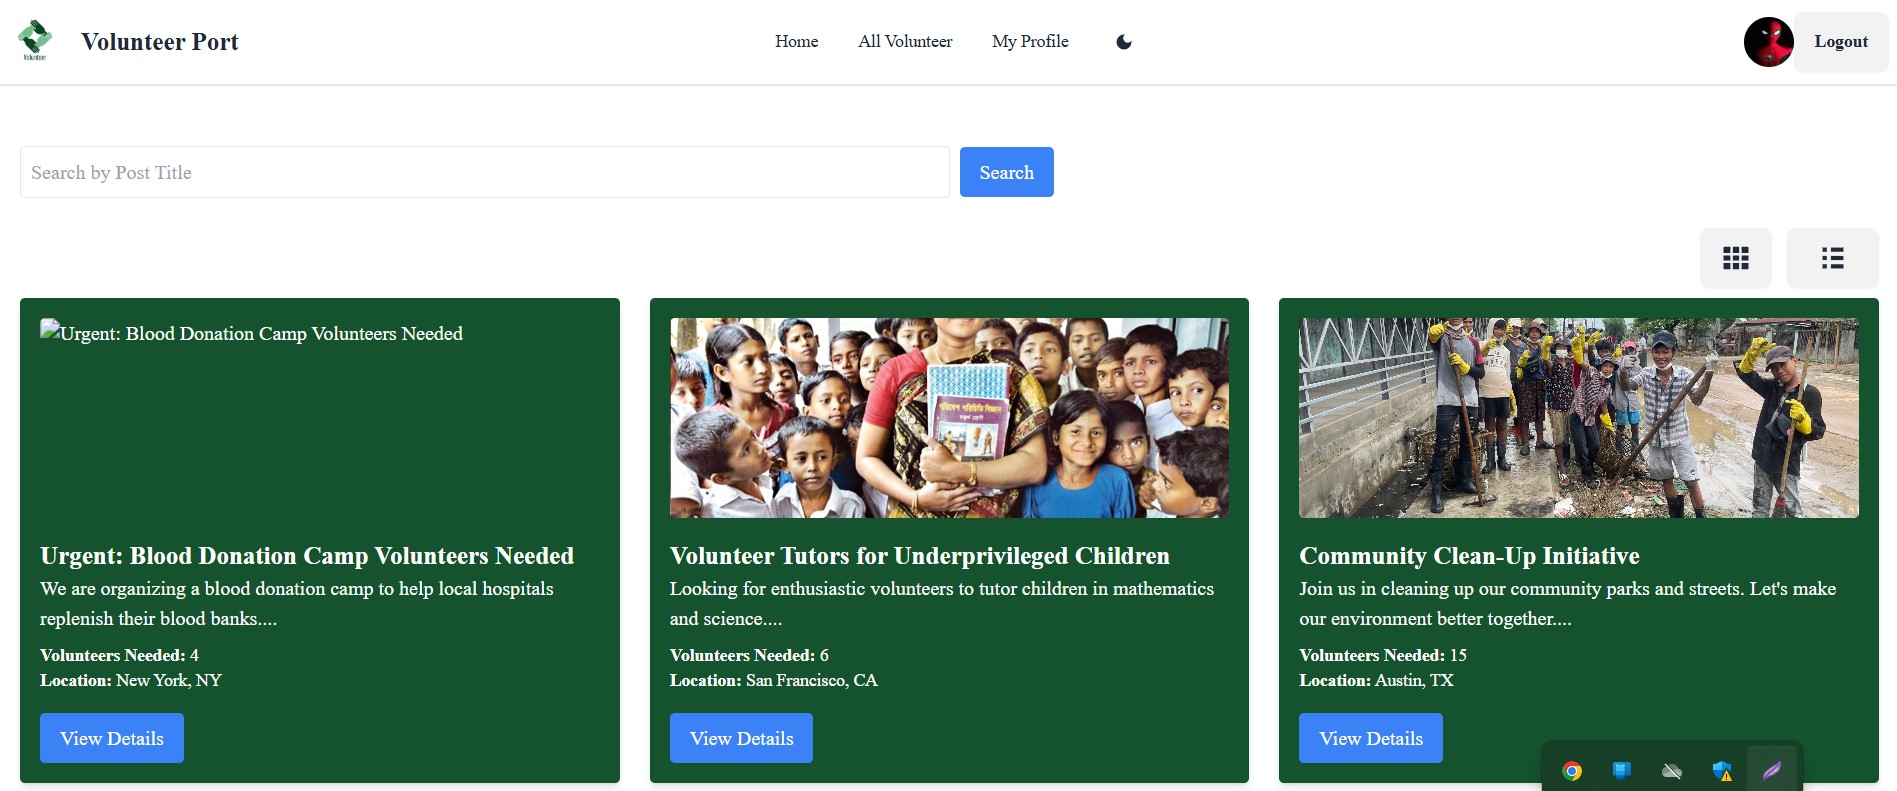 Volunteer
Volunteer Port
Home
All Volunteer
My Profile
Logout
Search by Post Title
Search
Urgent: Blood Donation Camp Volunteers Needed
Urgent: Blood Donation Camp Volunteers Needed
We are organizing a blood donation camp to help local hospitals
replenish their blood banks....
Volunteers Needed: 4
Location: New York, NY
View Details
পরিবেশ পরিচিতি বিজ্ঞান
Volunteer Tutors for Underprivileged Children
Looking for enthusiastic volunteers to tutor children in mathematics
and science....
Volunteers Needed: 6
Location: San Francisco, CA
View Details
Community Clean-Up Initiative
Join us in cleaning up our community parks and streets. Let's make
our environment better together....
Volunteers Needed: 15
Location: Austin, TX
View Details